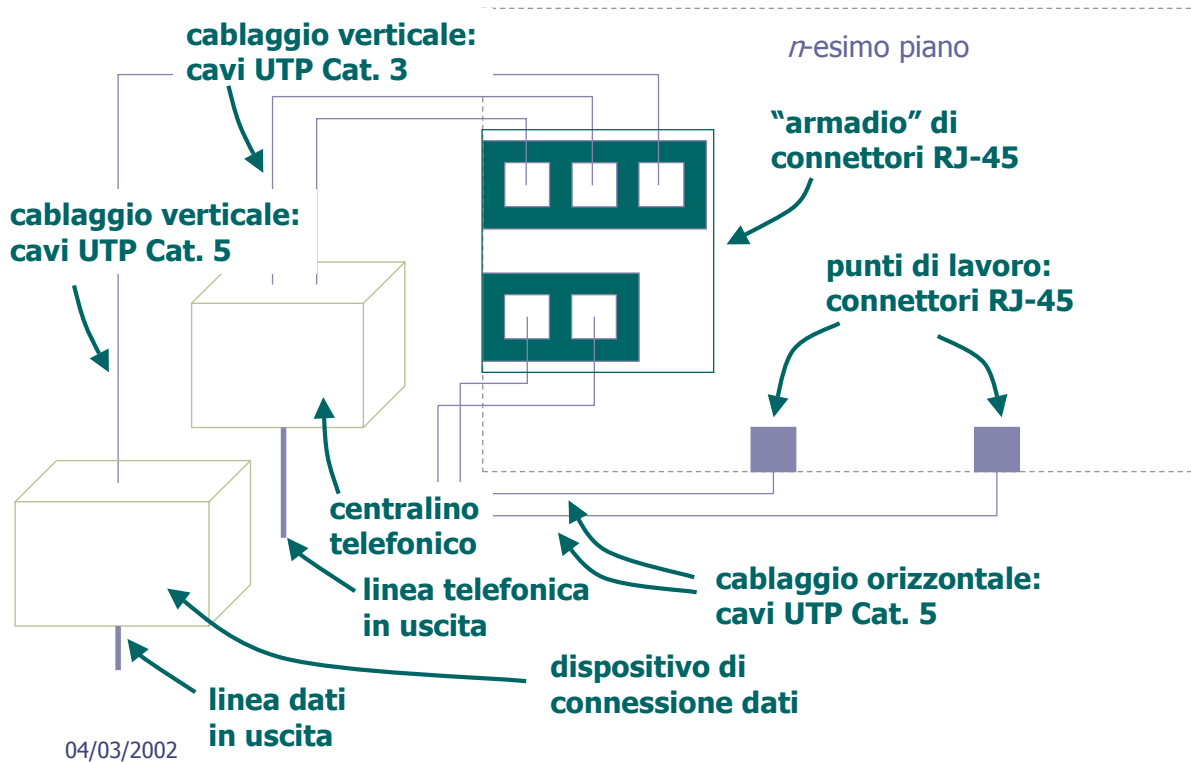 cablaggio verticale:
cavi UTP Cat. 3
n-esimo piano
“armadio” di
connettori RJ-45
cablaggio verticale:
cavi UTP Cat. 5
punti di lavoro:
connettori RJ-45
centralino
telefonico
linea telefonica
in uscita
cablaggio orizzontale:
cavi UTP Cat. 5
dispositivo di
connessione dati
linea dati
in uscita
04/03/2002